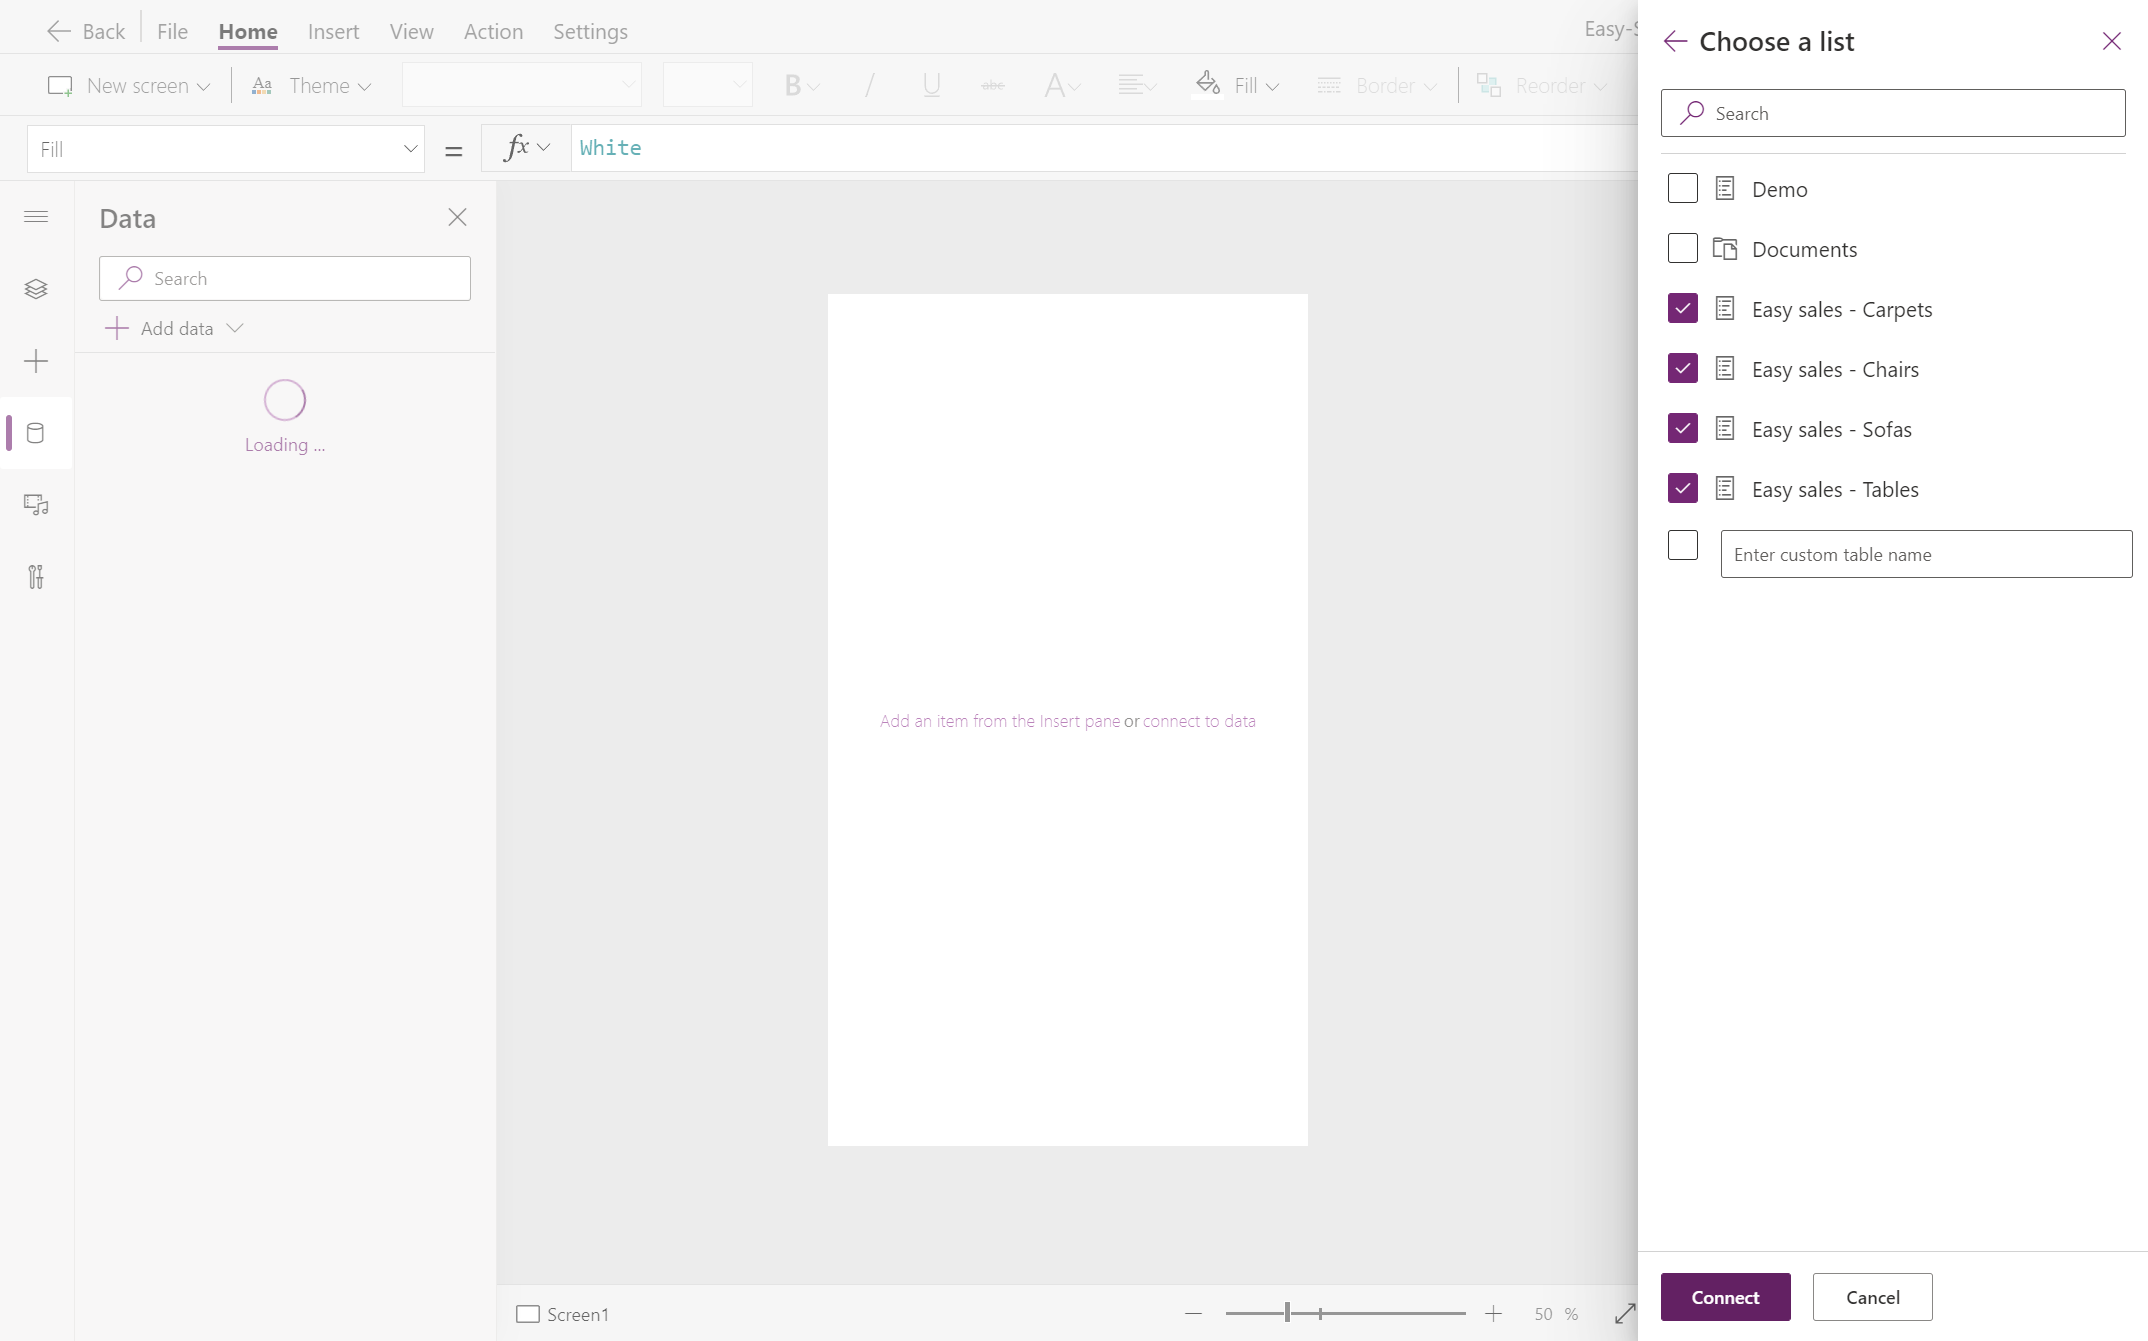 Back File Home Insert View Action Settings Easy-S
New screen Aa Theme B / U abc A Fill Border Reorder
Fill = fx White
Data
Search
Add data
Loading ...
Add an item from the Insert pane or connect to data
Screen1 50 %
Choose a list
Search
Demo
Documents
Easy sales - Carpets
Easy sales - Chairs
Easy sales - Sofas
Easy sales - Tables
Enter custom table name
Connect Cancel